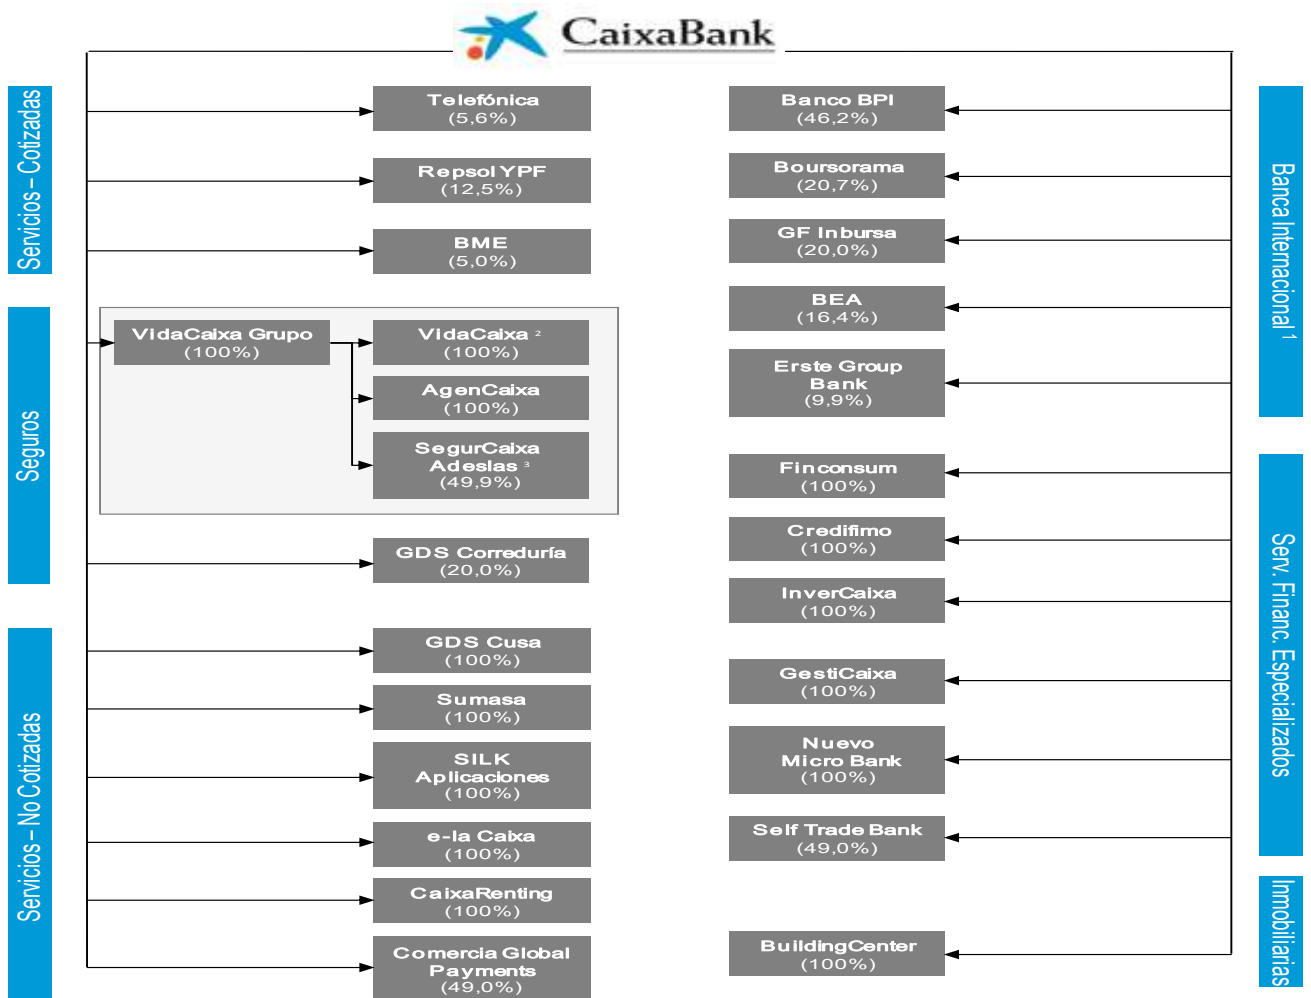 CaixaBank
Servicios – Cotizadas
Telefónica
(5,6%)
Repsol YPF
(12,5%)
BME
(5,0%)
Seguros
VidaCaixa Grupo
(100%)
VidaCaixa 2
(100%)
AgenCaixa
(100%)
SegurCaixa
Adeslas 3
(49,9%)
GDS Correduría
(20,0%)
Servicios – No Cotizadas
GDS Cusa
(100%)
Sumasa
(100%)
SILK
Aplicaciones
(100%)
e-la Caixa
(100%)
CaixaRenting
(100%)
Comercia Global
Payments
(49,0%)
Banca Internacional 1
Banco BPI
(46,2%)
Boursorama
(20,7%)
GF Inbursa
(20,0%)
BEA
(16,4%)
Erste Group
Bank
(9,9%)
Serv. Financ. Especializados
Finconsum
(100%)
Credifimo
(100%)
InverCaixa
(100%)
GestiCaixa
(100%)
Nuevo
Micro Bank
(100%)
Self Trade Bank
(49,0%)
Inmobiliarias
BuildingCenter
(100%)